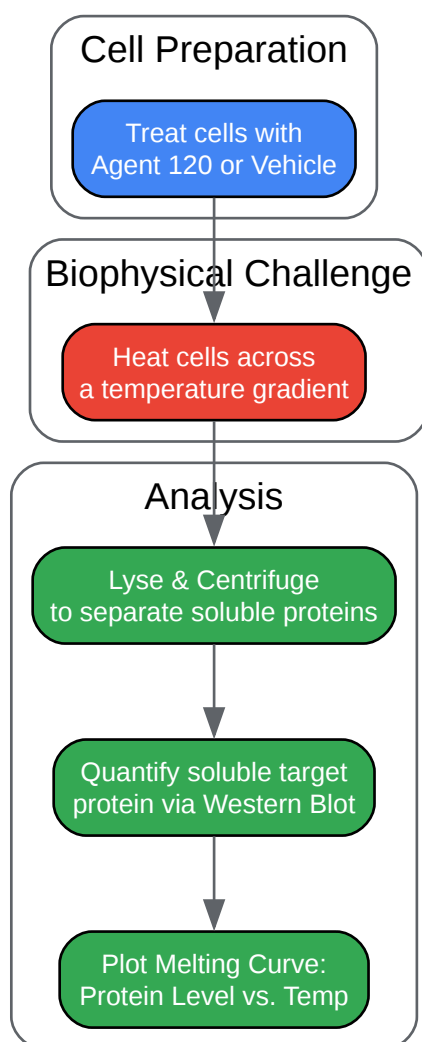 Cell Preparation
Treat cells with
Agent 120 or Vehicle
Biophysical Challenge
Heat cells across
a temperature gradient
Analysis
Lyse & Centrifuge
to separate soluble proteins
Quantify soluble target
protein via Western Blot
Plot Melting Curve:
Protein Level vs. Temp